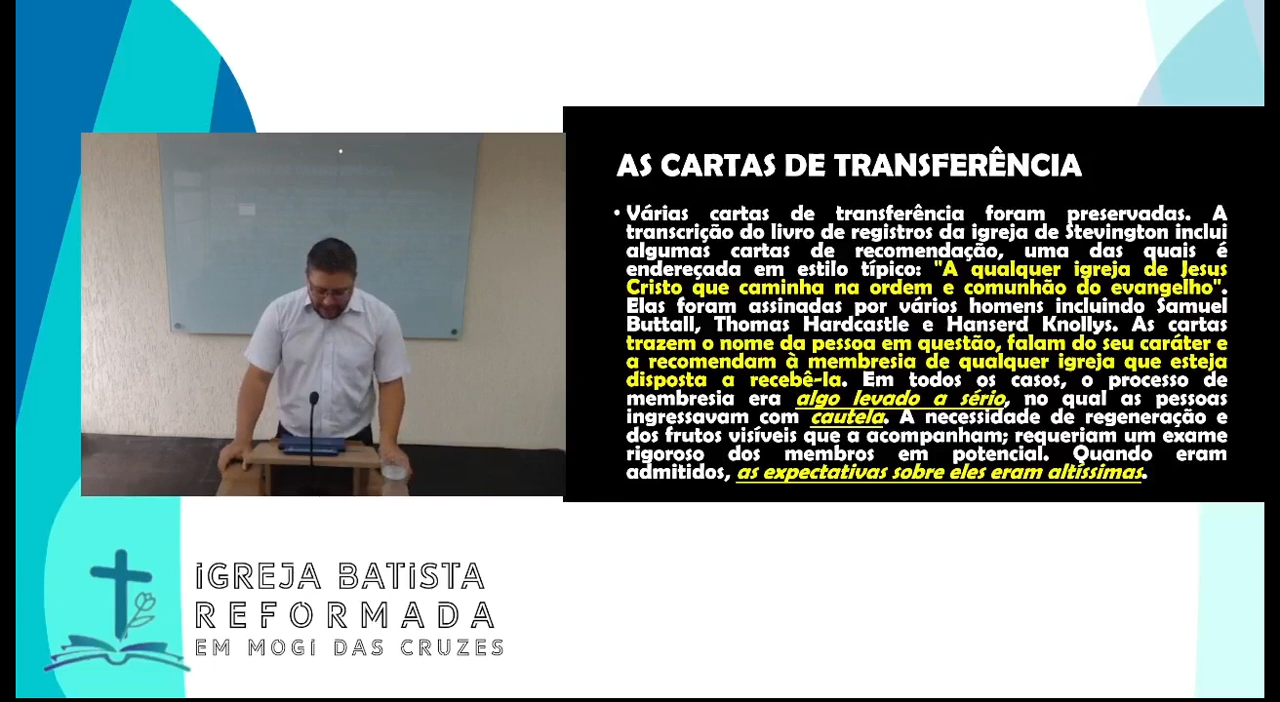 AS CARTAS DE TRANSFERÊNCIA
• Várias cartas de transferência foram preservadas. A
transcrição do livro de registros da igreja de Stevington inclui
algumas cartas de recomendação, uma das quais é
endereçada em estilo típico: "A qualquer igreja de Jesus
Cristo que caminha na ordem e comunhão do evangelho".
Elas foram assinadas por vários homens incluindo Samuel
Buttall, Thomas Hardcastle e Hanserd Knollys. As cartas
trazem o nome da pessoa em questão, falam do seu caráter e
a recomendam à membresia de qualquer igreja que esteja
disposta a recebê-la. Em todos os casos, o processo de
membresia era algo levado a sério, no qual as pessoas
ingressavam com cautela. A necessidade de regeneração e
dos frutos visíveis que a acompanham; requeriam um exame
rigoroso dos membros em potencial. Quando eram
admitidos, as expectativas sobre eles eram altíssimas.
IGREJA BATISTA
REFORMADA
EM MOGI DAS CRUZES